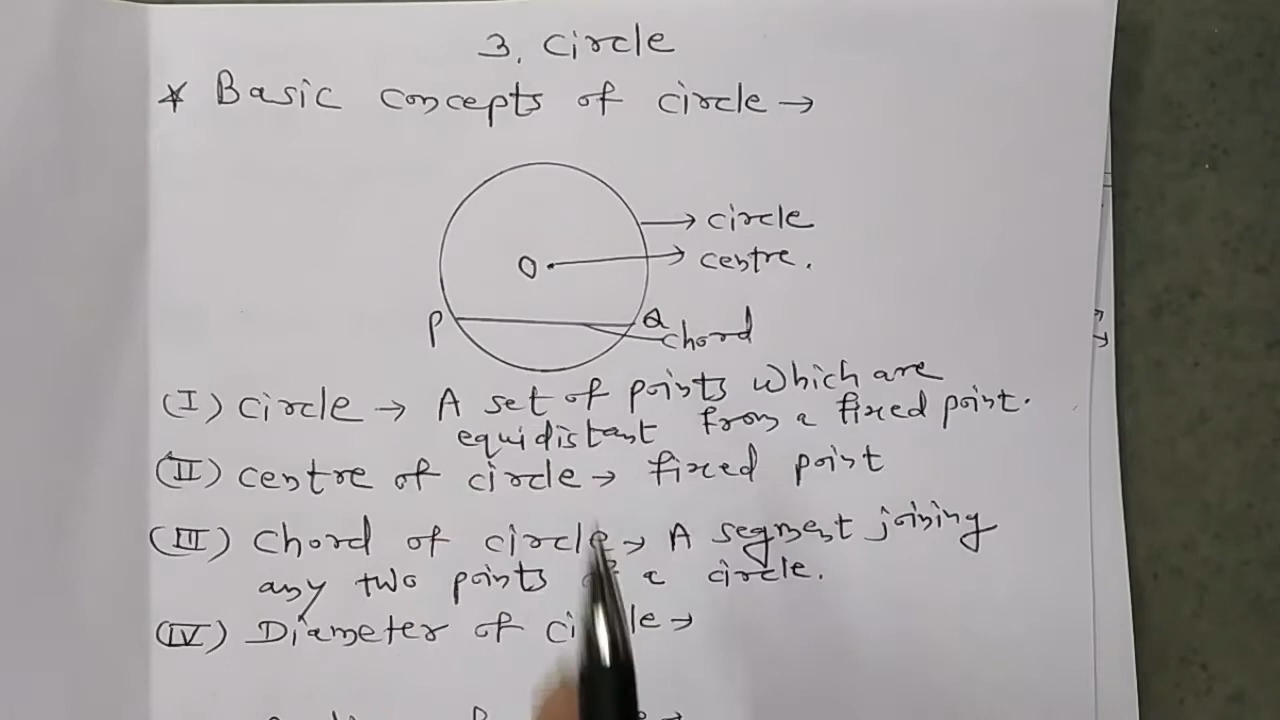 3. Circle
* Basic concepts of circle →
→ circle
O. → centre.
P Q
chord
(I) Circle → A set of points which are
equidistant from a fixed point.
(II) Centre of circle → fixed point
(III) Chord of circle → A segment joining
any two points a circle.
(IV) Diameter of circle →